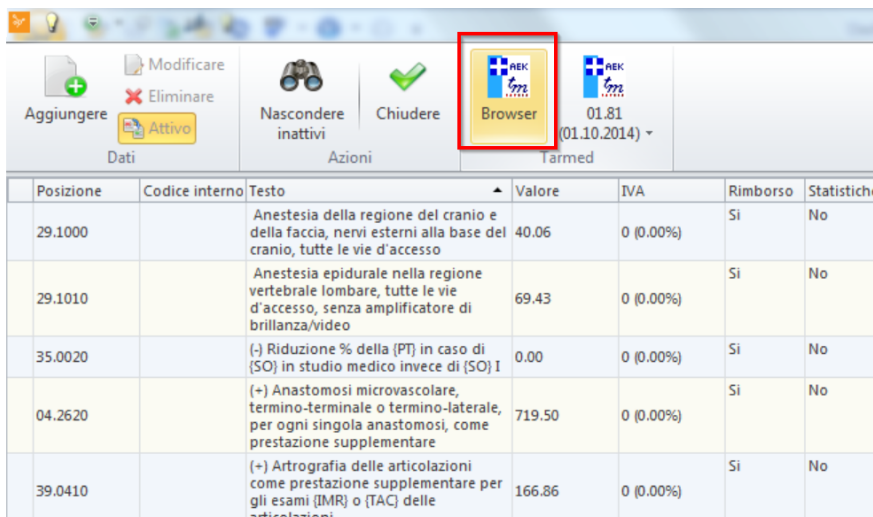 Modificare
Eliminare
Aggiungere
Attivo
Dati
Nascondere
inattivi
Chiudere
Azioni
AEK
tm
Browser
AEK
tm
01.81
(01.10.2014)
Tarmed
Posizione Codice interno Testo Valore IVA Rimborso Statistiche
29.1000
Anestesia della regione del cranio e
della faccia, nervi esterni alla base del
cranio, tutte le vie d'accesso
40.06 0 (0.00%) Si No
29.1010
Anestesia epidurale nella regione
vertebrale lombare, tutte le vie
d'accesso, senza amplificatore di
brillanza/video
69.43 0 (0.00%) Si No
35.0020
(-) Riduzione % della {PT} in caso di
{SO} in studio medico invece di {SO} I
0.00 0 (0.00%) Si No
04.2620
(+) Anastomosi microvascolare,
termino-terminale o termino-laterale,
per ogni singola anastomosi, come
prestazione supplementare
719.50 0 (0.00%) Si No
39.0410
(+) Artrografia delle articolazioni
come prestazione supplementare per
gli esami {IMR} o {TAC} delle
articolazioni
166.86 0 (0.00%) Si No